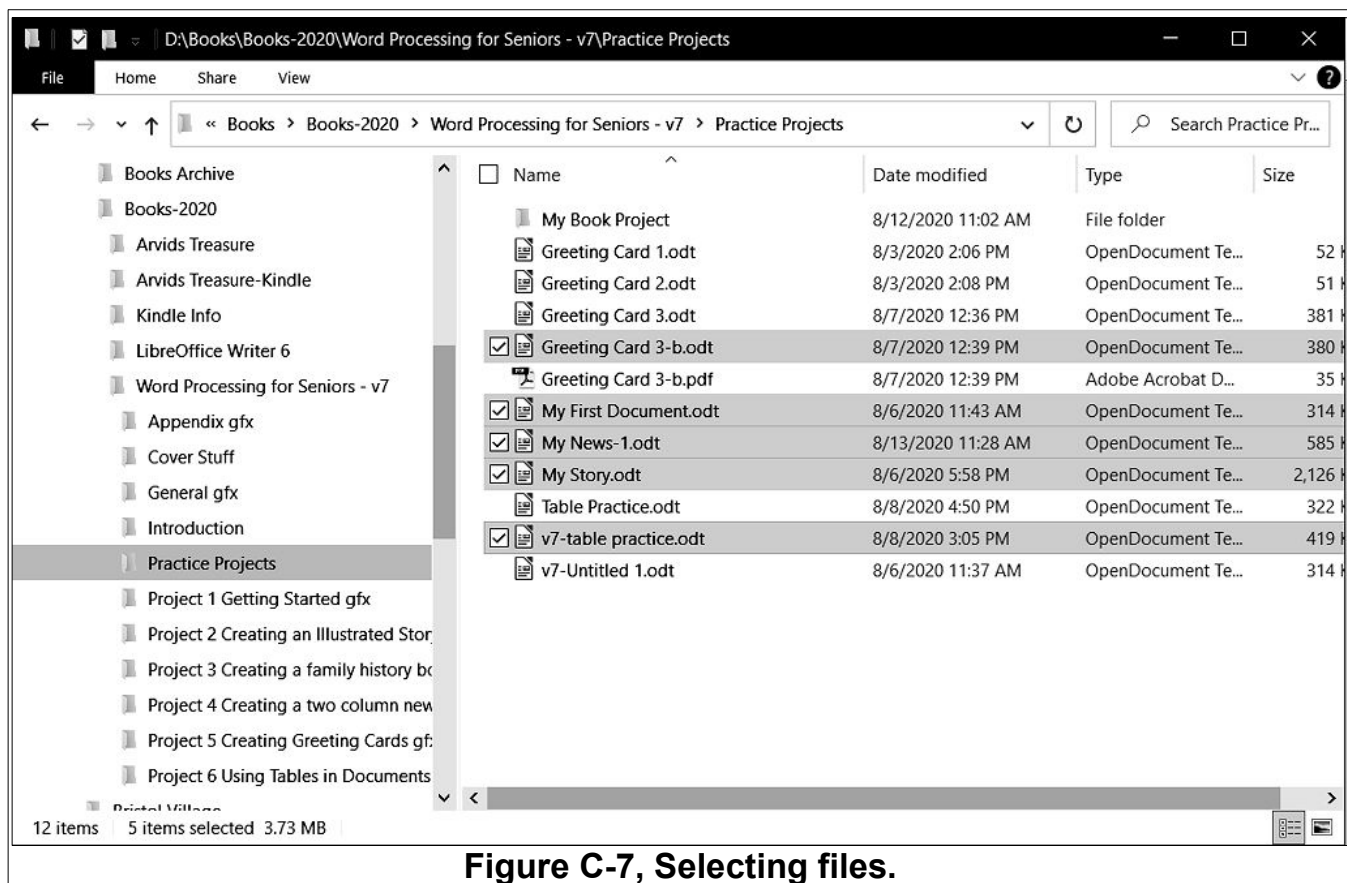 D:\Books\Books-2020\Word Processing for Seniors - v7\Practice Projects
File Home Share View
« Books > Books-2020 > Word Processing for Seniors - v7 > Practice Projects Search Practice Pr...
Books Archive
Books-2020
Arvids Treasure
Arvids Treasure-Kindle
Kindle Info
LibreOffice Writer 6
Word Processing for Seniors - v7
Appendix gfx
Cover Stuff
General gfx
Introduction
Practice Projects
Project 1 Getting Started gfx
Project 2 Creating an Illustrated Stor
Project 3 Creating a family history bo
Project 4 Creating a two column new
Project 5 Creating Greeting Cards gf
Project 6 Using Tables in Documents
Bristol Village
Name Date modified Type Size
My Book Project 8/12/2020 11:02 AM File folder
Greeting Card 1.odt 8/3/2020 2:06 PM OpenDocument Te... 52
Greeting Card 2.odt 8/3/2020 2:08 PM OpenDocument Te... 51
Greeting Card 3.odt 8/7/2020 12:36 PM OpenDocument Te... 381
Greeting Card 3-b.odt 8/7/2020 12:39 PM OpenDocument Te... 380
Greeting Card 3-b.pdf 8/7/2020 12:39 PM Adobe Acrobat D... 35
My First Document.odt 8/6/2020 11:43 AM OpenDocument Te... 314
My News-1.odt 8/13/2020 11:28 AM OpenDocument Te... 585
My Story.odt 8/6/2020 5:58 PM OpenDocument Te... 2,126
Table Practice.odt 8/8/2020 4:50 PM OpenDocument Te... 322
v7-table practice.odt 8/8/2020 3:05 PM OpenDocument Te... 419
v7-Untitled 1.odt 8/6/2020 11:37 AM OpenDocument Te... 314
12 items 5 items selected 3.73 MB
Figure C-7, Selecting files.